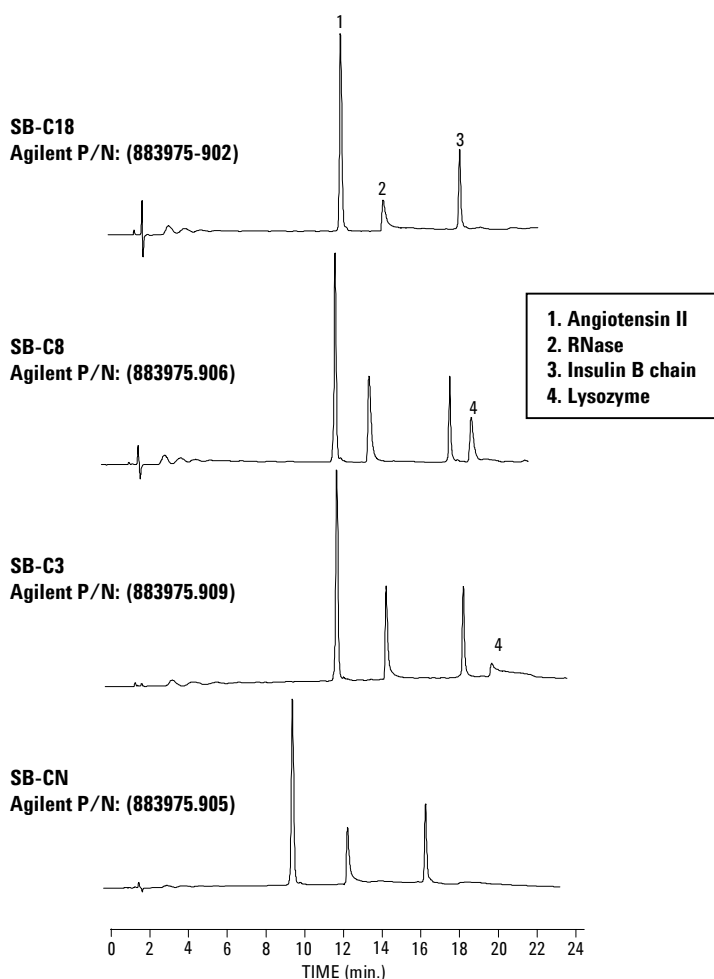 1
SB-C18
Agilent P/N: (883975-902)
2
3
SB-C8
Agilent P/N: (883975.906)
4
1. Angiotensin II
2. RNase
3. Insulin B chain
4. Lysozyme
SB-C3
Agilent P/N: (883975.909)
4
SB-CN
Agilent P/N: (883975.905)
0 2 4 6 8 10 12 14 16 18 20 22 24
TIME (min.)